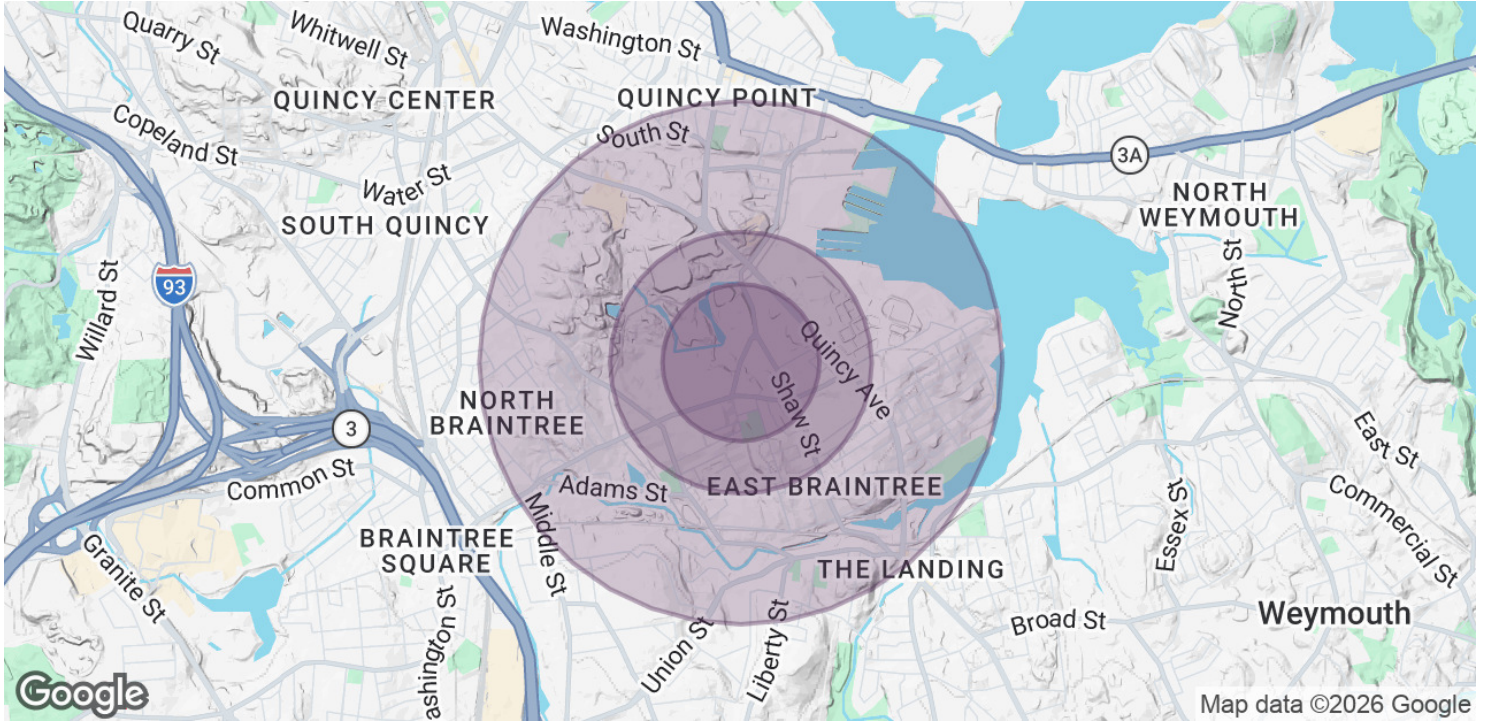 Quarry St
Whitwell St
Washington St
QUINCY CENTER
QUINCY POINT
Copeland St
South St
3A
Water St
NORTH
WEYMOUTH
SOUTH QUINCY
North St
Willard St
93
Quincy Ave
Shaw St
NORTH
BRAINTREE
3
East St
Common St
Adams St
EAST BRAINTREE
Commercial St
Middle St
Essex St
BRAINTREE
SQUARE
Granite St
THE LANDING
Broad St
Weymouth
ashington St
Union St
Liberty St
Google
Map data ©2026 Google